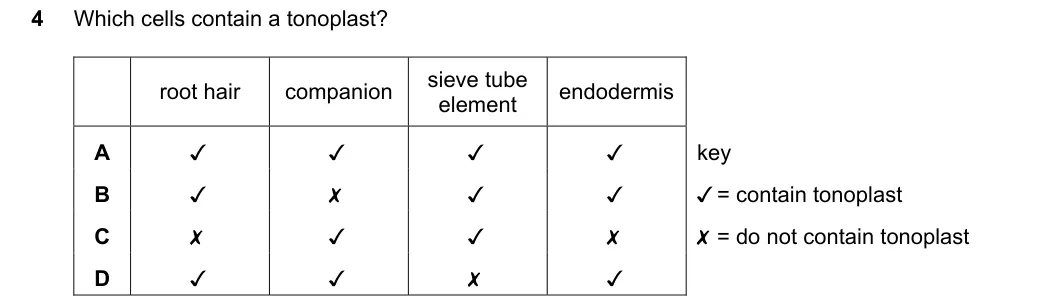 4 Which cells contain a tonoplast?
root hair companion sieve tube element endodermis
A ✓ ✓ ✓ ✓ key
B ✓ ✗ ✓ ✓ ✓ = contain tonoplast
C ✗ ✓ ✓ ✗ ✗ = do not contain tonoplast
D ✓ ✓ ✗ ✓